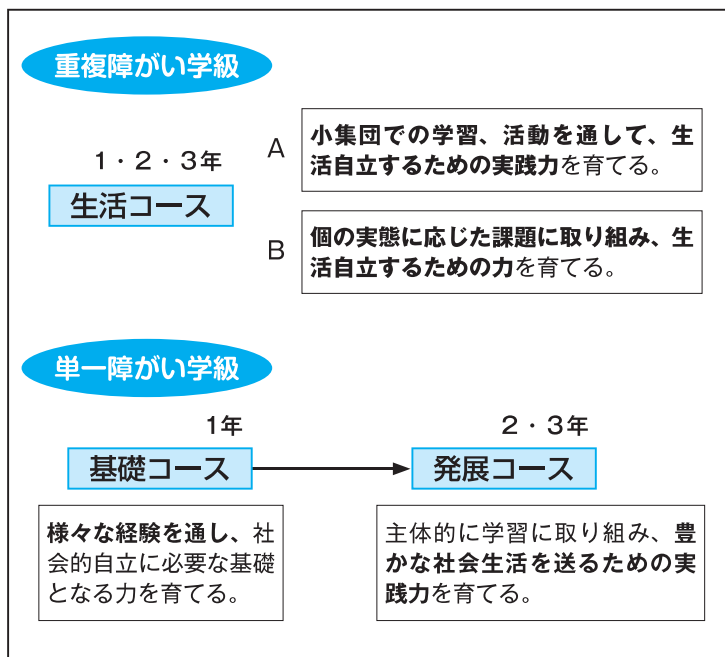 重複障がい学級
1・2・3年
生活コース
A
小集団での学習、活動を通して、生
活自立するための実践力を育てる。
B
個の実態に応じた課題に取り組み、生
活自立するための力を育てる。
単一障がい学級
1年
基礎コース
様々な経験を通し、社
会的自立に必要な基礎
となる力を育てる。
2・3年
発展コース
主体的に学習に取り組み、豊
かな社会生活を送るための実
践力を育てる。